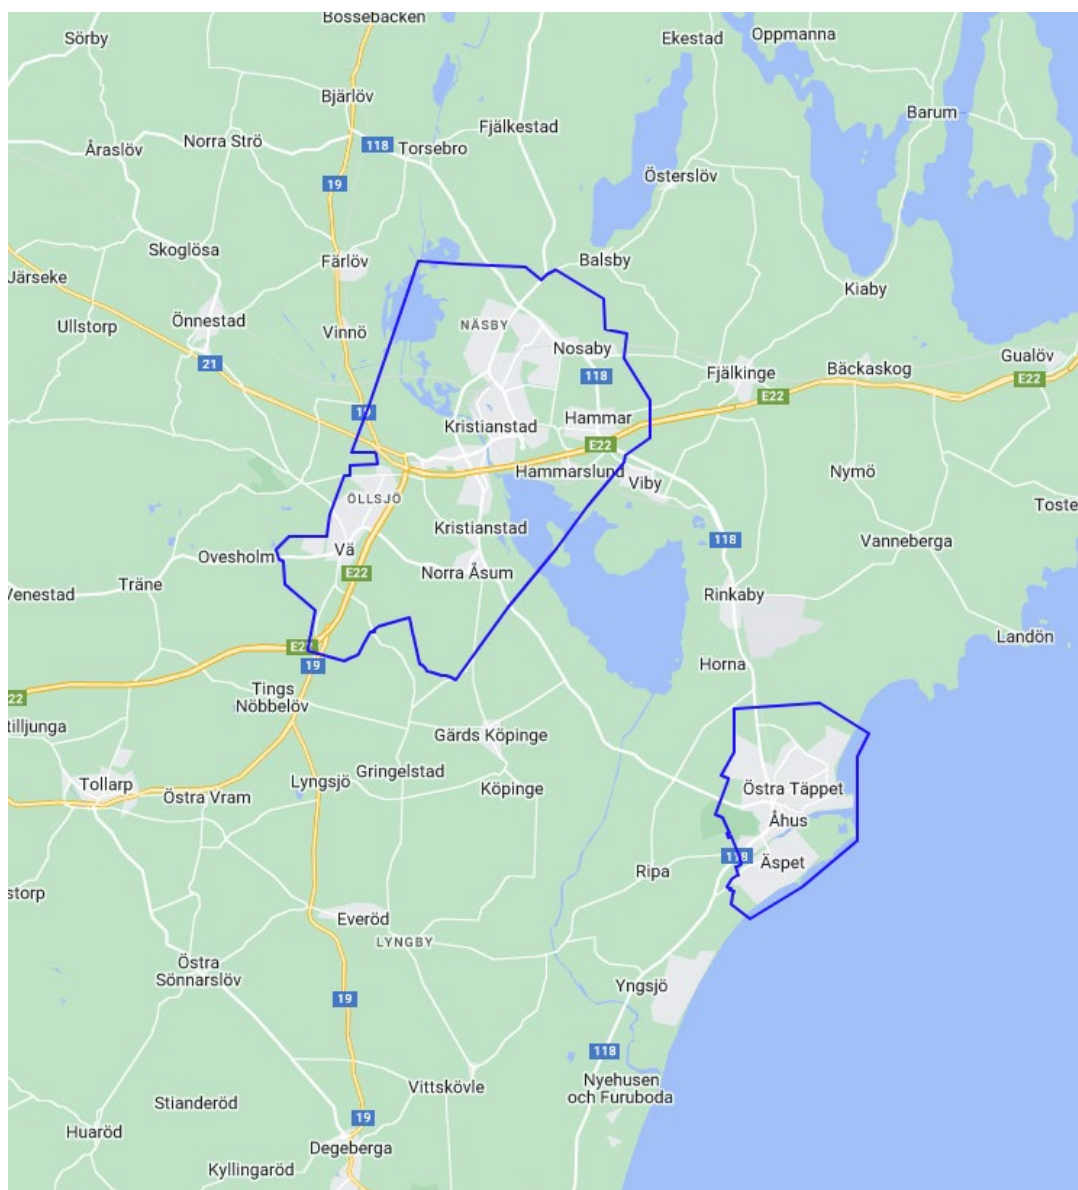 Bössebacken
Sörby
Ekestad
Oppmanna
Bjärlöv
Barum
Fjälkestad
Norra Strö
118
Torsebro
Åraslöv
Österslöv
19
Skoglösa
Färlöv
Balsby
Järseke
Kiaby
Önnestad
Ullstorp
Vinnö
NÄSBY
Nosaby
Gualöv
21
118
Fjälkinge
Bäckaskog
E22
E22
19
Hammar
Kristianstad
E22
Hammarslund
Nymö
Viby
ÖLLSJÖ
Toste
Kristianstad
118
Vanneberga
Ovesholm
Vä
E22
Norra Åsum
Träne
Venestad
Rinkaby
Landön
E22
19
Horna
Tings
Nöbbelöv
22
tilljunga
Gärds Köpinge
Gringelstad
Lyngsjö
Tollarp
Östra Vram
Köpinge
Östra Täppet
Åhus
118
Äspet
Ripa
storp
Everöd
LYNGBY
Östra
Sönnarslöv
Yngsjö
19
118
Nyehusen
och Furuboda
Vittskövle
Stianderöd
19
Huaröd
Degeberga
Kyllingaröd